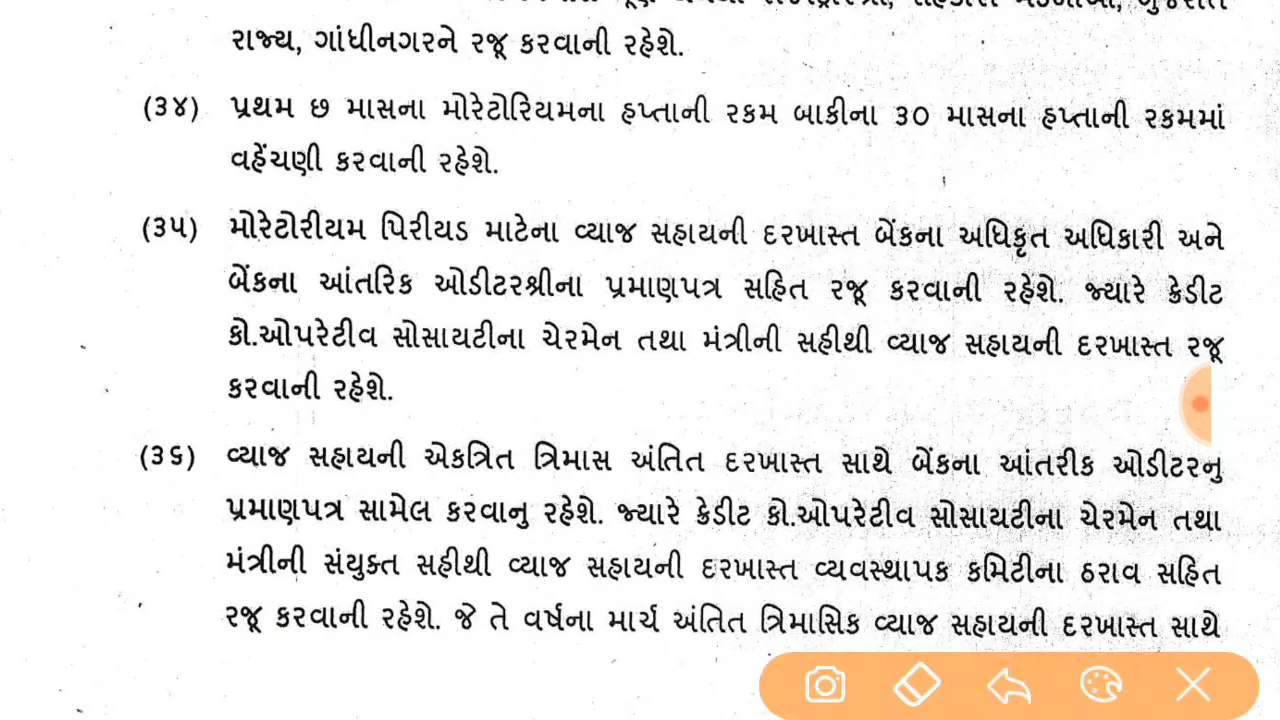 રાજ્ય, ગાંધીનગરને રજૂ કરવાની રહેશે.
(૩૪) પ્રથમ છ માસના મોરેટોરિયમના હપ્તાની રકમ બાકીના ૩૦ માસના હપ્તાની રકમમાં
વહેંચણી કરવાની રહેશે.
(૩૫) મોરેટોરીયમ પિરીયડ માટેના વ્યાજ સહાયની દરખાસ્ત બેંકના અધિકૃત અધિકારી અને
બેંકના આંતરિક ઓડીટરશ્રીના પ્રમાણપત્ર સહિત રજૂ કરવાની રહેશે. જ્યારે ક્રેડીટ
કો.ઓપરેટીવ સોસાયટીના ચેરમેન તથા મંત્રીની સહીથી વ્યાજ સહાયની દરખાસ્ત રજૂ
કરવાની રહેશે.
(૩૬) વ્યાજ સહાયની એકત્રિત ત્રિમાસ અંતિત દરખાસ્ત સાથે બેંકના આંતરીક ઓડીટરનુ
પ્રમાણપત્ર સામેલ કરવાનુ રહેશે. જ્યારે ક્રેડીટ કો.ઓપરેટીવ સોસાયટીના ચેરમેન તથા
મંત્રીની સંયુક્ત સહીથી વ્યાજ સહાયની દરખાસ્ત વ્યવસ્થાપક કમિટીના ઠરાવ સહિત
રજૂ કરવાની રહેશે. જે તે વર્ષના માર્ચ અંતિત ત્રિમાસિક વ્યાજ સહાયની દરખાસ્ત સાથે